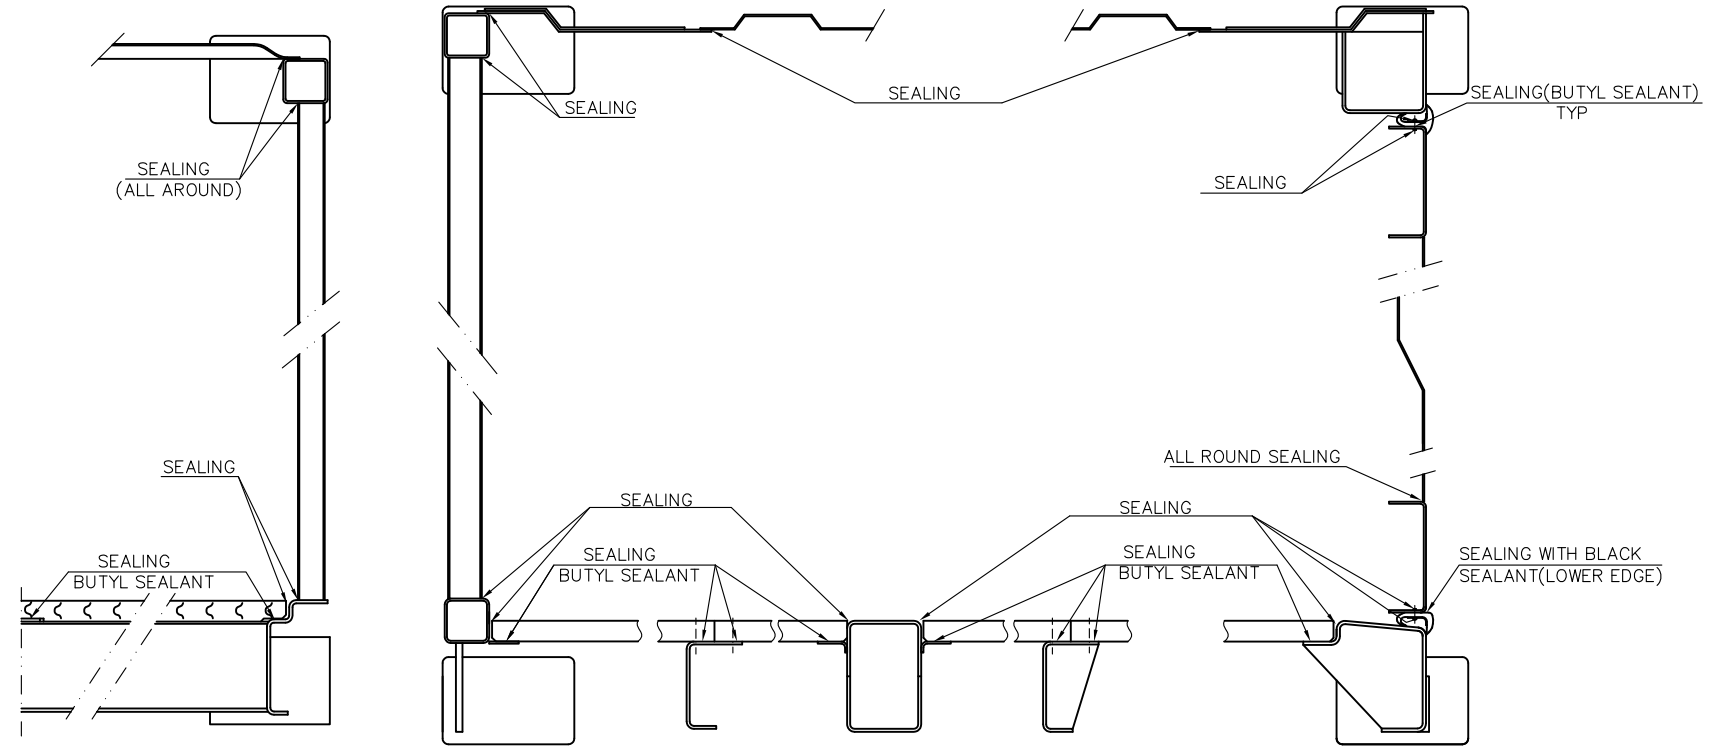 SEALING
SEALING
SEALING(BUTYL SEALANT)
TYP
SEALING
(ALL AROUND)
SEALING
ALL ROUND SEALING
SEALING
SEALING
SEALING
SEALING
BUTYL SEALANT
SEALING
BUTYL SEALANT
SEALING
BUTYL SEALANT
SEALING WITH BLACK
SEALANT(LOWER EDGE)